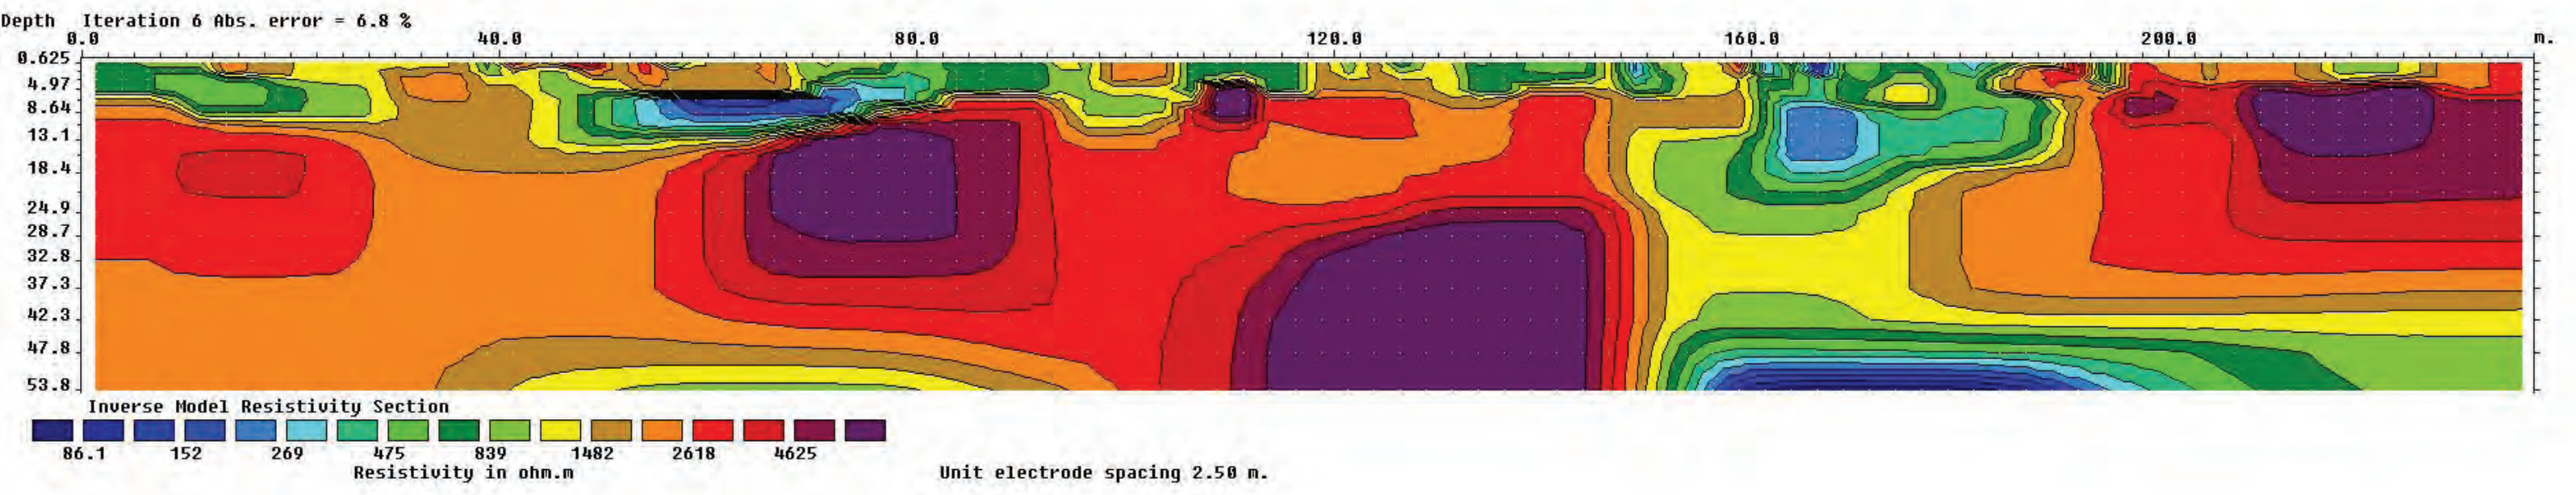 Depth Iteration 6 Abs. error = 6.8 %
0.0 40.0 80.0 120.0 160.0 200.0 m.
0.625
4.97
8.64
13.1
18.4
24.9
28.7
32.8
37.3
42.3
47.8
53.8
Inverse Model Resistivity Section
86.1 152 269 475 839 1482 2618 4625
Resistivity in ohm.m Unit electrode spacing 2.50 m.